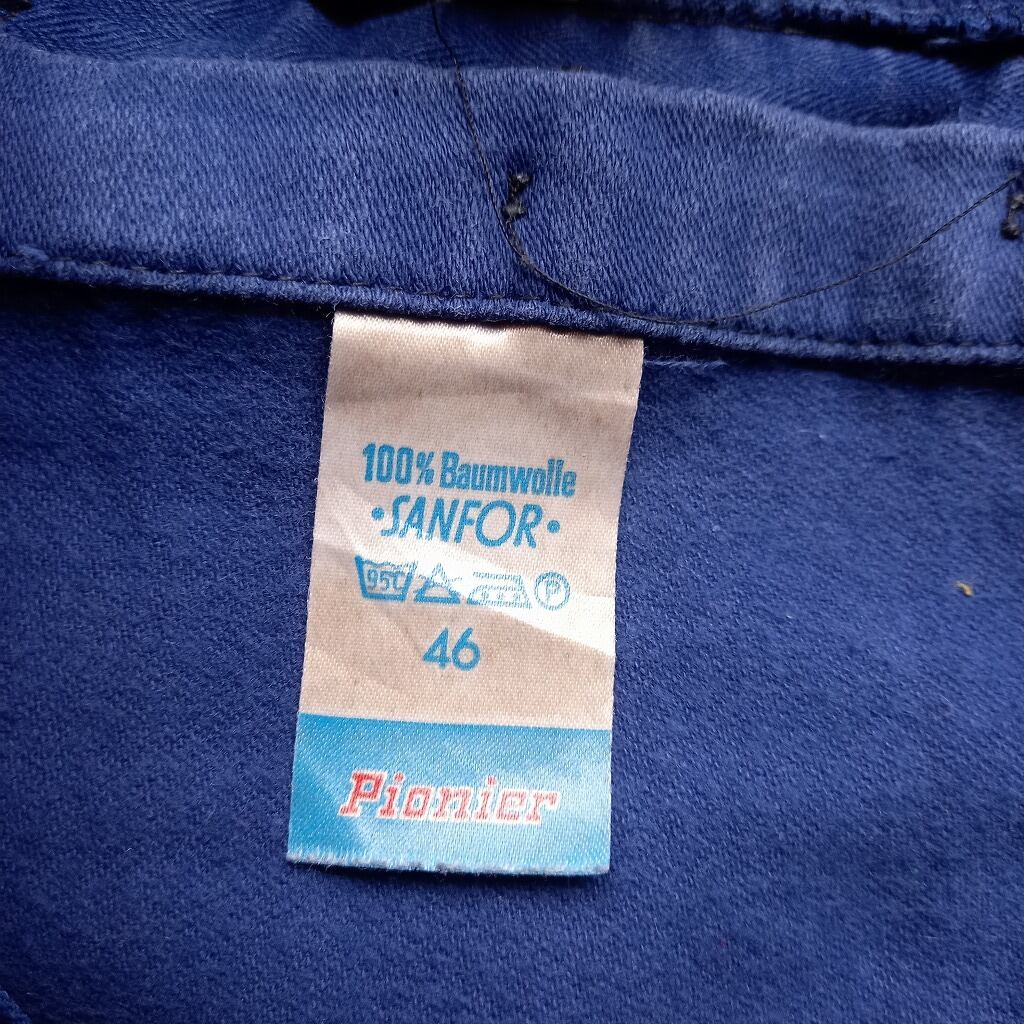 100% Baumwolle
•SANFOR•
95C P
46
Pionier